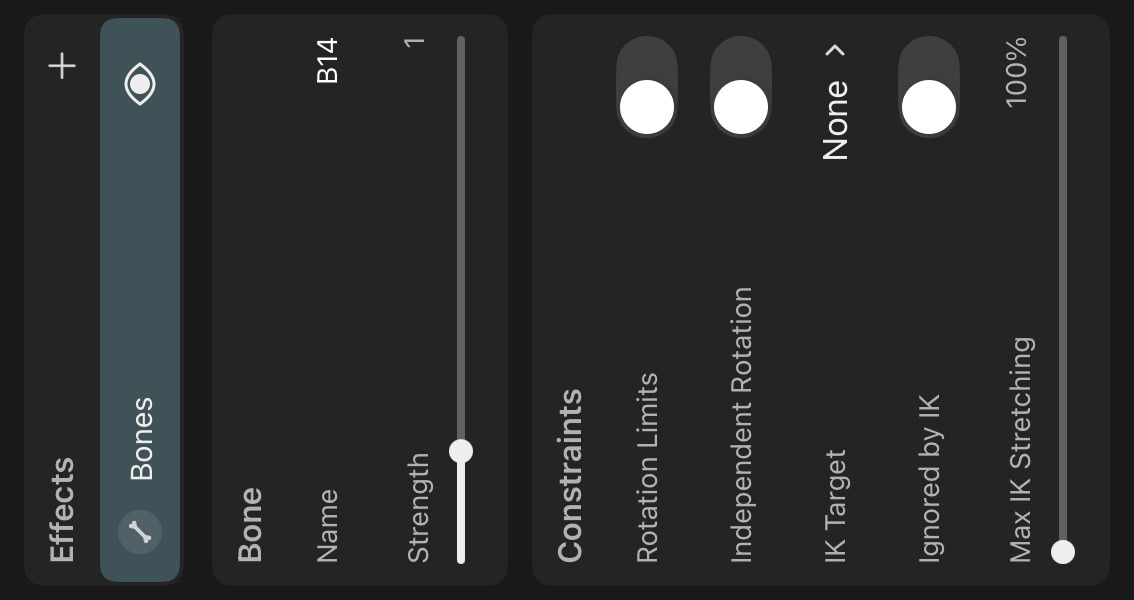 Effects
Bones
Bone
Name B14
Strength 1
Constraints
Rotation Limits
Independent Rotation
IK Target None
Ignored by IK
Max IK Stretching 100%